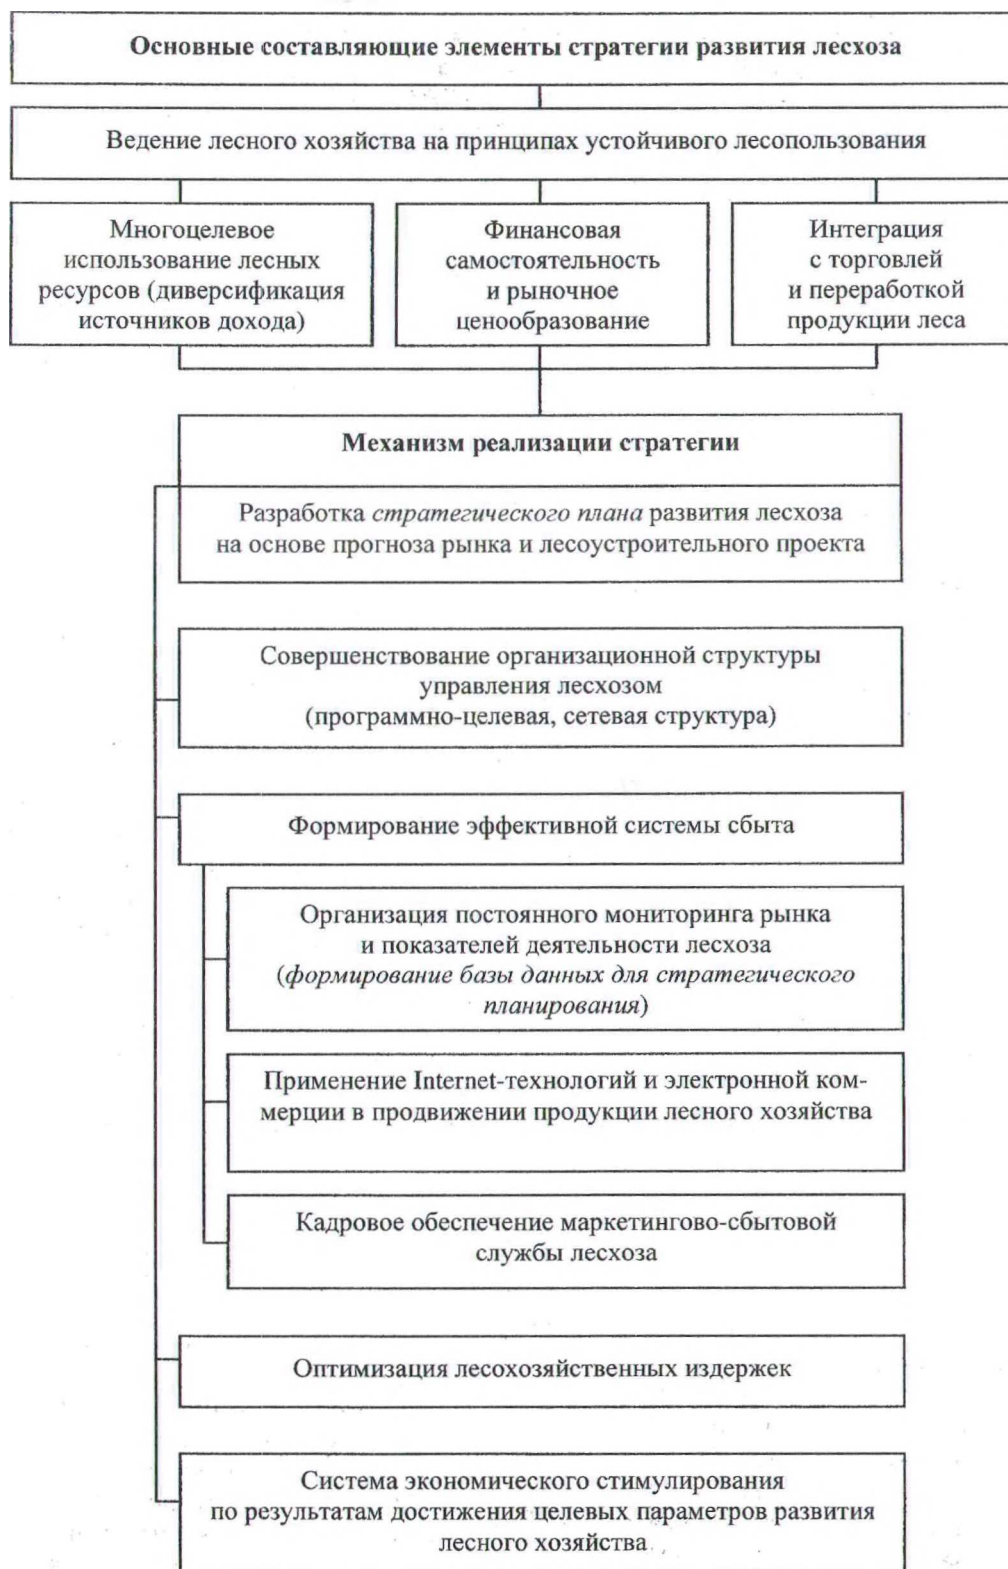 Основные составляющие элементы стратегии развития лесхоза
Ведение лесного хозяйства на принципах устойчивого лесопользования
Многоцелевое
использование лесных
ресурсов (диверсификация
источников дохода)
Финансовая
самостоятельность
и рыночное
ценообразование
Интеграция
с торговлей
и переработкой
продукции леса
Механизм реализации стратегии
Разработка стратегического плана развития лесхоза
на основе прогноза рынка и лесоустроительного проекта
Совершенствование организационной структуры
управления лесхозом
(программно-целевая, сетевая структура)
Формирование эффективной системы сбыта
Организация постоянного мониторинга рынка
и показателей деятельности лесхоза
(формирование базы данных для стратегического
планирования)
Применение Internet-технологий и электронной ком-
мерции в продвижении продукции лесного хозяйства
Кадровое обеспечение маркетингово-сбытовой
службы лесхоза
Оптимизация лесохозяйственных издержек
Система экономического стимулирования
по результатам достижения целевых параметров развития
лесного хозяйства